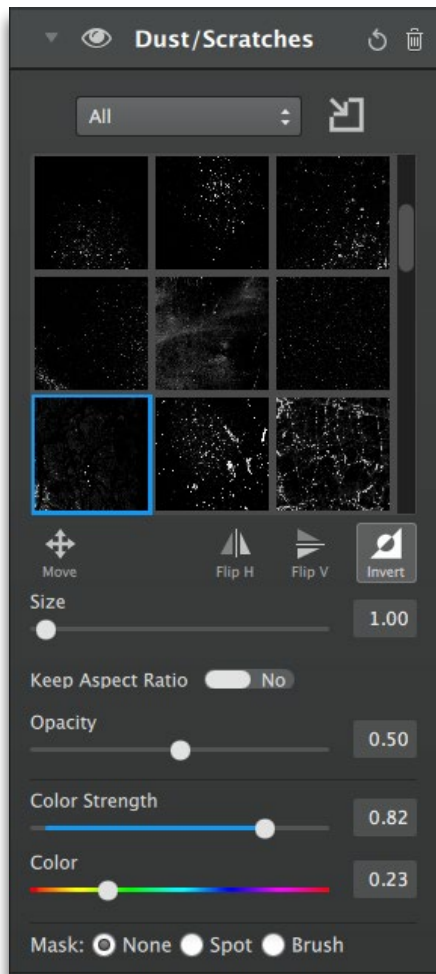 Dust/Scratches
All
Move Flip H Flip V Invert
Size
1.00
Keep Aspect Ratio No
Opacity
0.50
Color Strength
0.82
Color
0.23
Mask: None Spot Brush